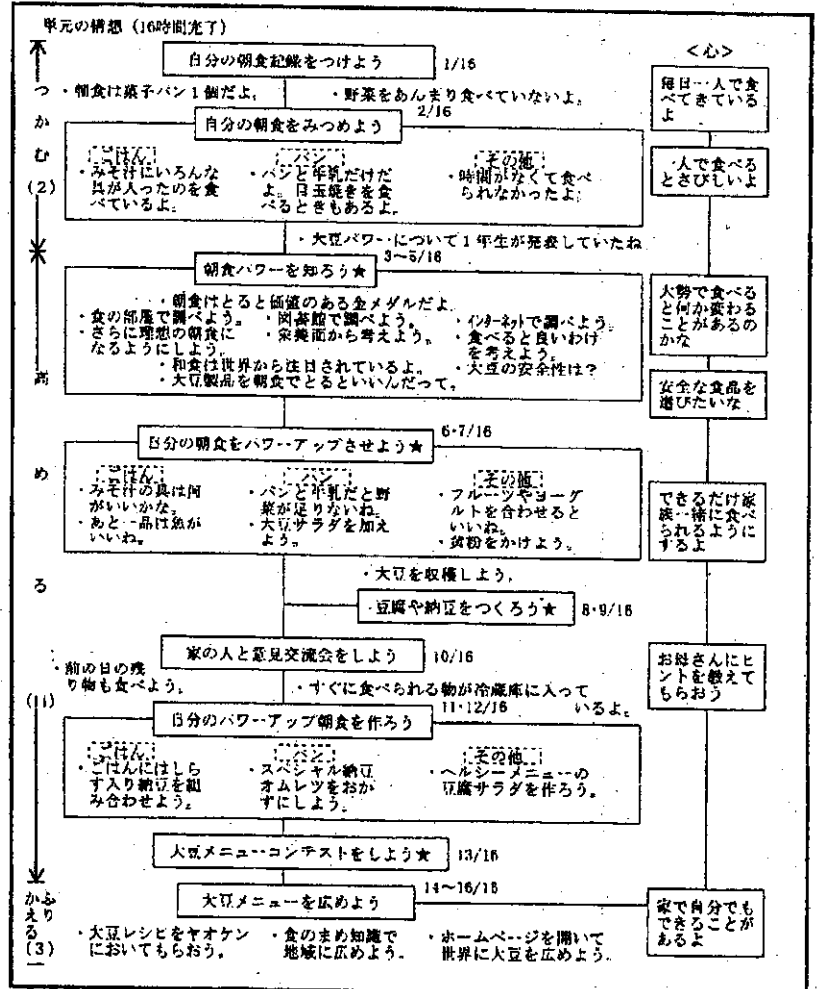 単元の構想（16時間完了）
自分の朝食記録をつけよう
1/16
＜心＞
・朝食は菓子パン1個だよ。
・野菜をあんまり食べていないよ。
毎日一人で食
べてきている
よ
つかむ(2)
自分の朝食をみつめよう
2/16
ごはん
・みそ汁にいろんな
具が入ったのを食
べているよ。
パン
・パンと牛乳だけだ
よ。目玉焼きを食
べるときもあるよ。
その他
・時間がなくて食べ
られなかったよ。
一人で食べる
とさびしいよ
・大豆パワーについて1年生が発表していたね
朝食パワーを知ろう★
3～5/16
・朝食はとると価値のある金メダルだよ
・食の部屋で調べよう。
・図書館で調べよう。
・インターネットで調べよう。
・さらに理想の朝食に
なるようにしよう。
・栄養面から考えよう。
・食べると良いわけ
を考えよう。
・和食は世界から注目されているよ。
・大豆の安全性は？
・大豆製品を朝食でとるといいんだって。
大勢で食べる
と何か変わる
ことがあるの
かな
安全な食品を
選びたいな
高める(11)
自分の朝食をパワーアップさせよう★
6・7/16
ごはん
・みそ汁の具は何
がいいかな。
・あと一品は魚が
いいね。
パン
・パンと牛乳だと野
菜が足りないね。
・大豆サラダを加え
よう。
その他
・フルーツやヨーグ
ルトを合わせると
いいね。
・黄粉をかけよう。
できるだけ家
族一緒に食べ
られるように
するよ
・大豆を収穫しよう。
豆腐や納豆をつくろう★
8・9/16
家の人と意見交流会をしよう
10/16
・前の日の残
り物も食べよう。
・すぐに食べられる物が冷蔵庫に入って
いるよ。
お母さんにヒ
ントを教えて
もらおう
自分のパワーアップ朝食を作ろう
11・12/16
ごはん
・ごはんにはしら
す入り納豆を組
み合わせよう。
パン
・スペシャル納豆
オムレツをおか
ずにしよう。
その他
・ヘルシーメニューの
豆腐サラダを作ろう。
大豆メニューコンテストをしよう★
13/16
ふりかえる(3)
大豆メニューを広めよう
14～16/16
・大豆レシピをヤオケン
においてもらおう。
・食のまめ知識で
地域に広めよう。
・ホームページを開いて
世界に大豆を広めよう。
家で自分でも
できることが
あるよ